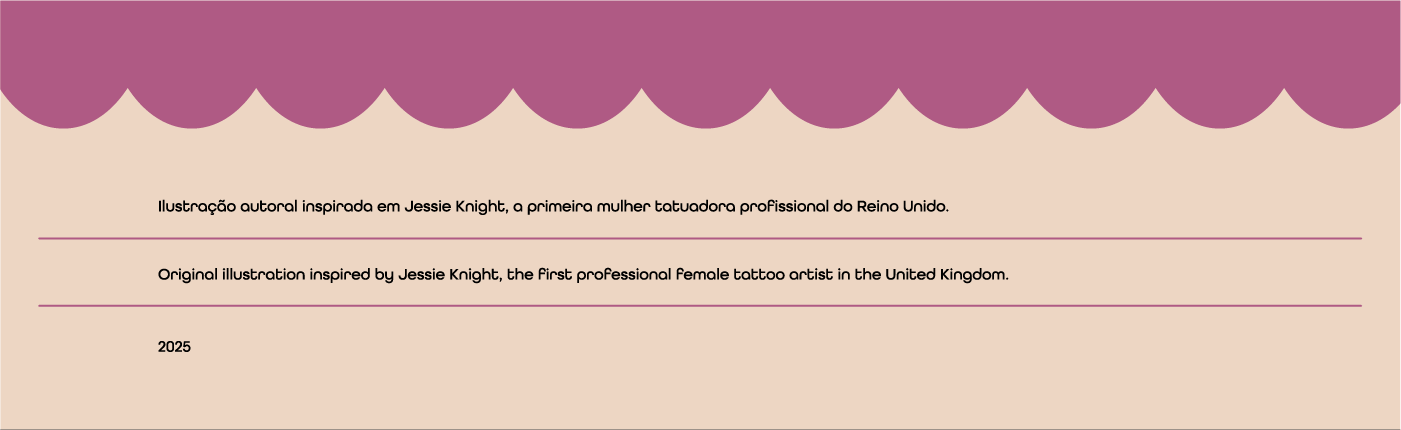 Ilustração autoral inspirada em Jessie Knight, a primeira mulher tatuadora profissional do Reino Unido.
Original illustration inspired by Jessie Knight, the first professional female tattoo artist in the United Kingdom.
2025